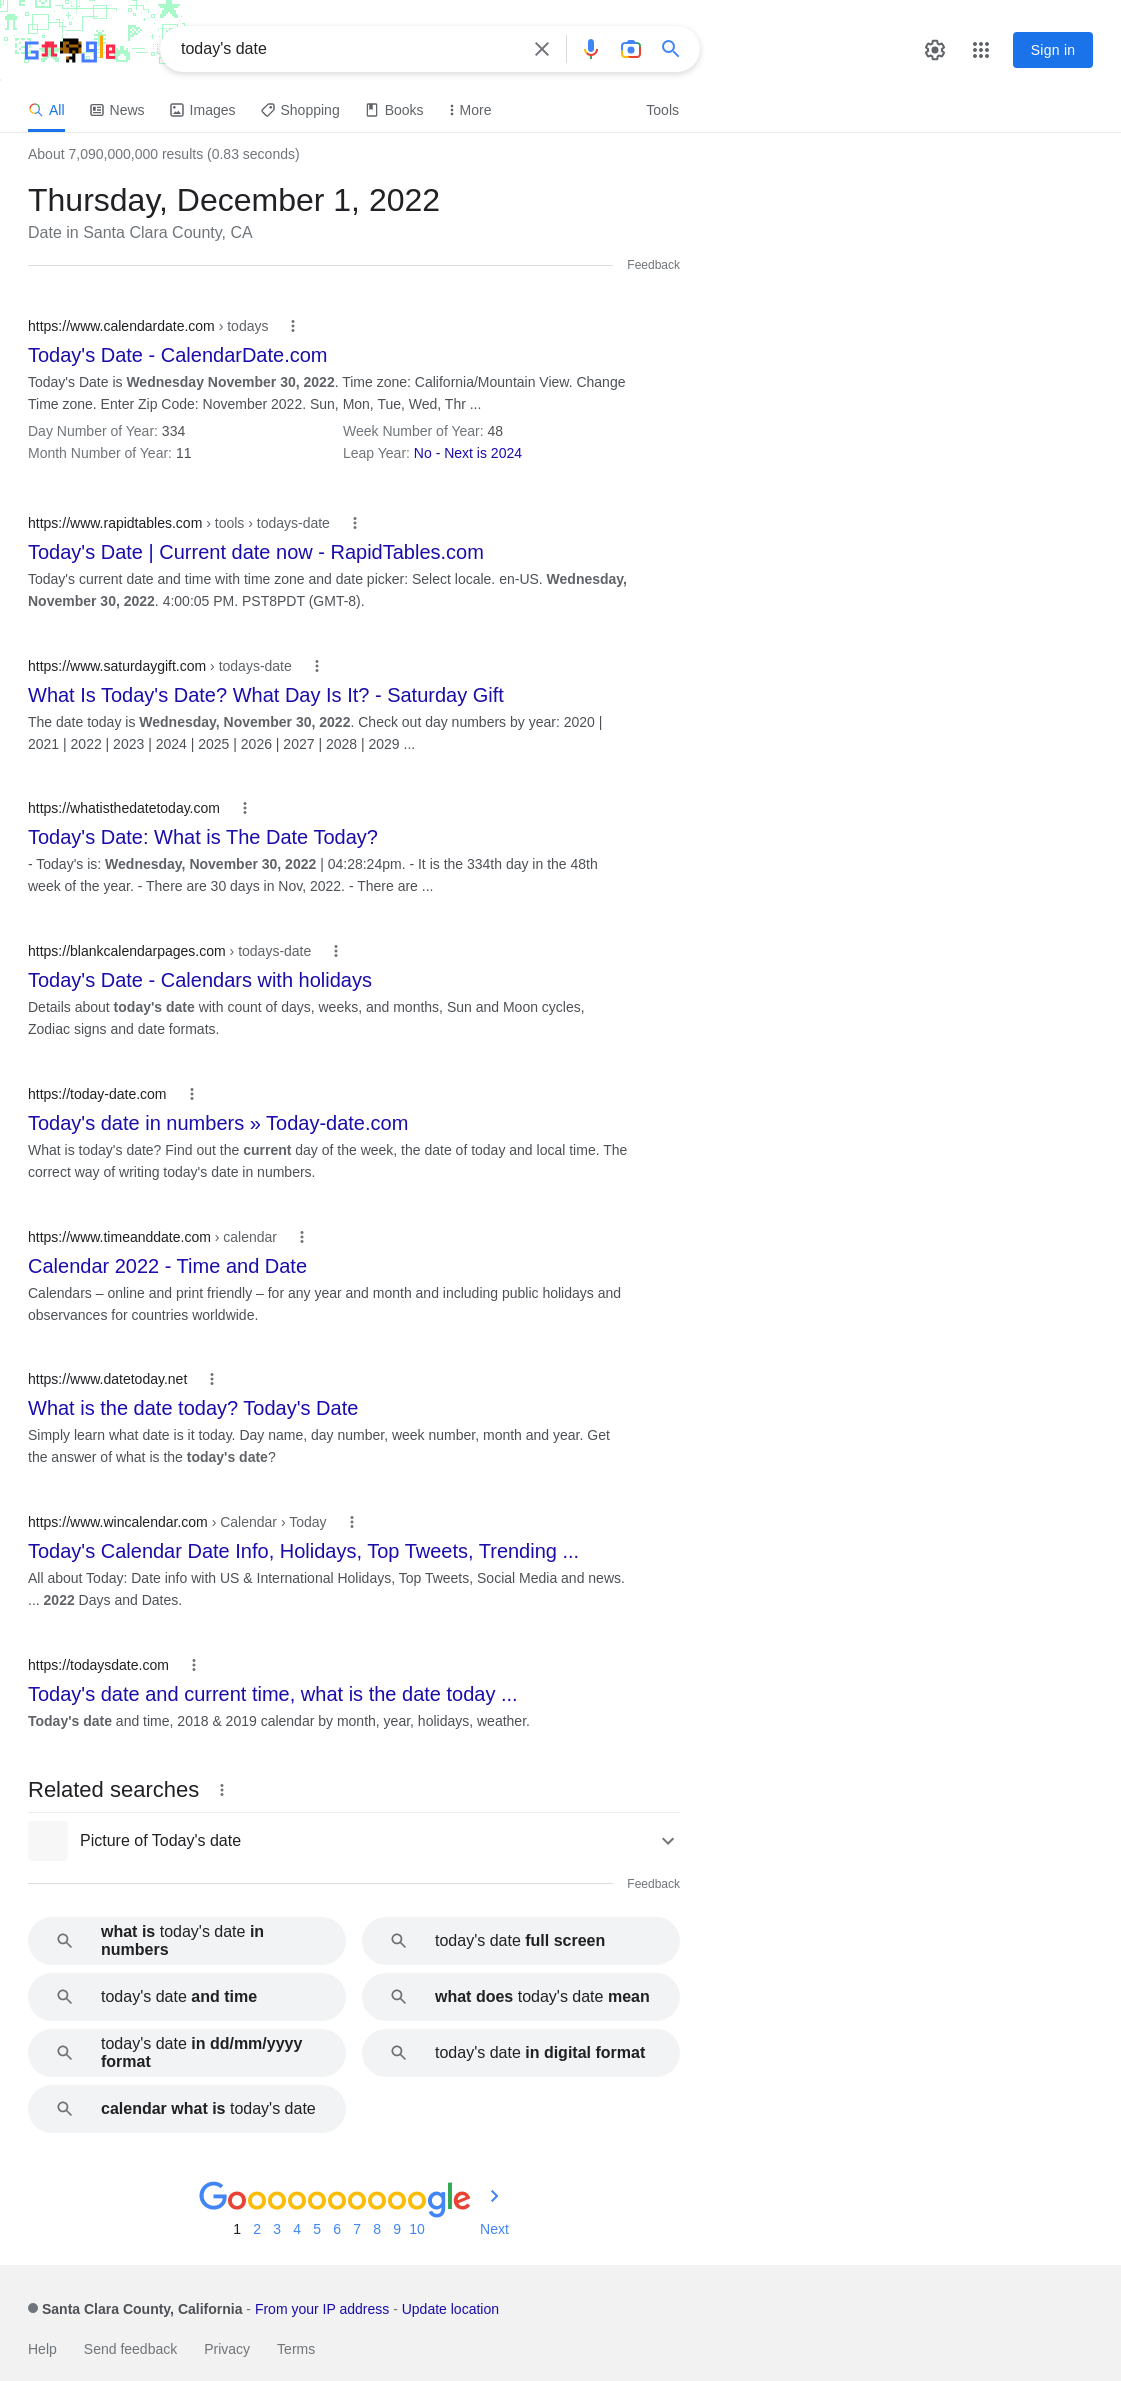 Google
today's date
Sign in
All
News
Images
Shopping
Books
More
Tools
About 7,090,000,000 results (0.83 seconds)
Thursday, December 1, 2022
Date in Santa Clara County, CA
Feedback
https://www.calendardate.com › todays
Today's Date - CalendarDate.com
Today's Date is Wednesday November 30, 2022. Time zone: California/Mountain View. Change
Time zone. Enter Zip Code: November 2022. Sun, Mon, Tue, Wed, Thr ...
Day Number of Year: 334
Week Number of Year: 48
Month Number of Year: 11
Leap Year: No - Next is 2024
https://www.rapidtables.com › tools › todays-date
Today's Date | Current date now - RapidTables.com
Today's current date and time with time zone and date picker: Select locale. en-US. Wednesday,
November 30, 2022. 4:00:05 PM. PST8PDT (GMT-8).
https://www.saturdaygift.com › todays-date
What Is Today's Date? What Day Is It? - Saturday Gift
The date today is Wednesday, November 30, 2022. Check out day numbers by year: 2020 |
2021 | 2022 | 2023 | 2024 | 2025 | 2026 | 2027 | 2028 | 2029 ...
https://whatisthedatetoday.com
Today's Date: What is The Date Today?
- Today's is: Wednesday, November 30, 2022 | 04:28:24pm. - It is the 334th day in the 48th
week of the year. - There are 30 days in Nov, 2022. - There are ...
https://blankcalendarpages.com › todays-date
Today's Date - Calendars with holidays
Details about today's date with count of days, weeks, and months, Sun and Moon cycles,
Zodiac signs and date formats.
https://today-date.com
Today's date in numbers » Today-date.com
What is today's date? Find out the current day of the week, the date of today and local time. The
correct way of writing today's date in numbers.
https://www.timeanddate.com › calendar
Calendar 2022 - Time and Date
Calendars – online and print friendly – for any year and month and including public holidays and
observances for countries worldwide.
https://www.datetoday.net
What is the date today? Today's Date
Simply learn what date is it today. Day name, day number, week number, month and year. Get
the answer of what is the today's date?
https://www.wincalendar.com › Calendar › Today
Today's Calendar Date Info, Holidays, Top Tweets, Trending ...
All about Today: Date info with US & International Holidays, Top Tweets, Social Media and news.
... 2022 Days and Dates.
https://todaysdate.com
Today's date and current time, what is the date today ...
Today's date and time, 2018 & 2019 calendar by month, year, holidays, weather.
Related searches
Picture of Today's date
Feedback
what is today's date in
numbers
today's date full screen
today's date and time
what does today's date mean
today's date in dd/mm/yyyy
format
today's date in digital format
calendar what is today's date
Goooooooooogle
1 2 3 4 5 6 7 8 9 10 Next
Santa Clara County, California - From your IP address - Update location
Help
Send feedback
Privacy
Terms